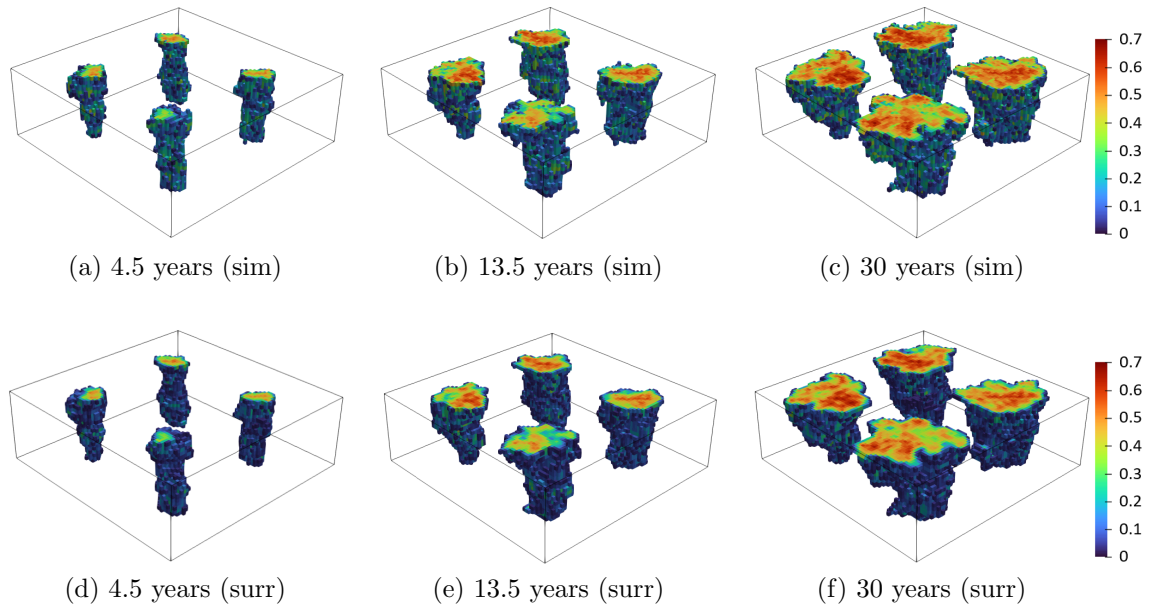 0.7
0.6
0.5
0.4
0.3
0.2
0.1
0
(a) 4.5 years (sim)
(b) 13.5 years (sim)
(c) 30 years (sim)
0.7
0.6
0.5
0.4
0.3
0.2
0.1
0
(d) 4.5 years (surr)
(e) 13.5 years (surr)
(f) 30 years (surr)